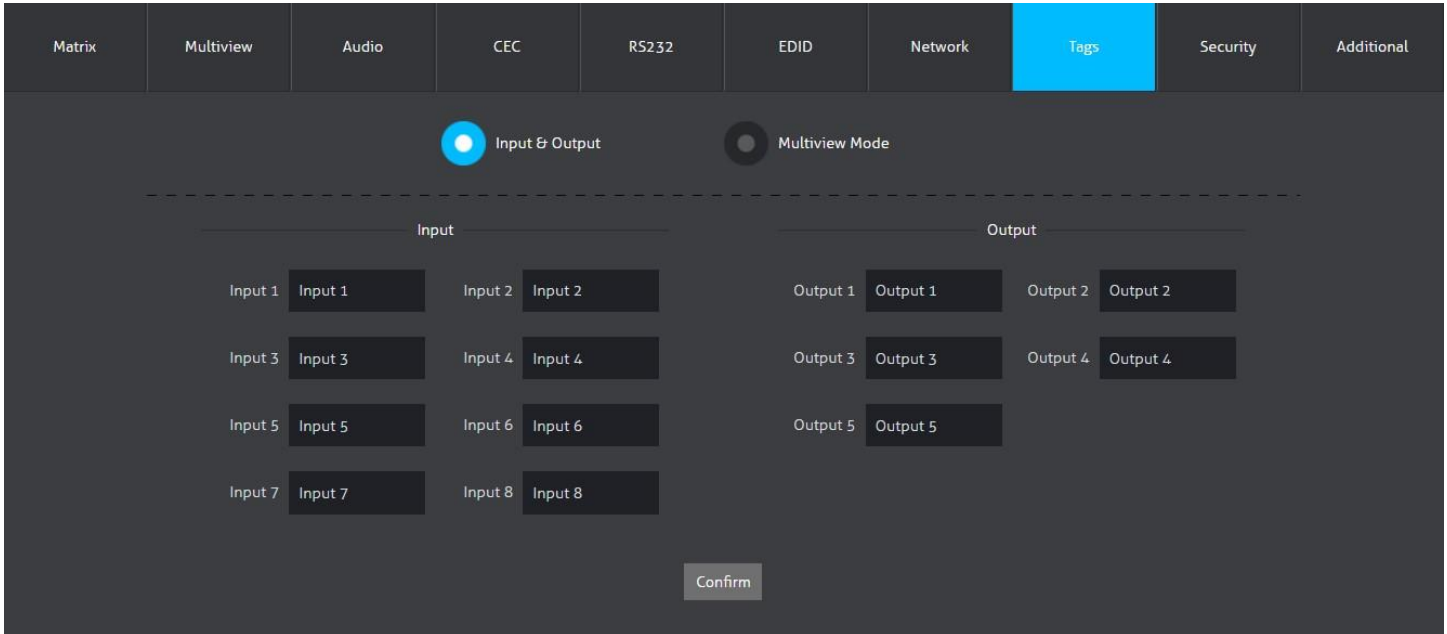 Matrix Multiview Audio CEC RS232 EDID Network Tags Security Additional
Input & Output Multiview Mode
Input Output
Input 1 Input 1 Input 2 Input 2 Output 1 Output 1 Output 2 Output 2
Input 3 Input 3 Input 4 Input 4 Output 3 Output 3 Output 4 Output 4
Input 5 Input 5 Input 6 Input 6 Output 5 Output 5
Input 7 Input 7 Input 8 Input 8
Confirm